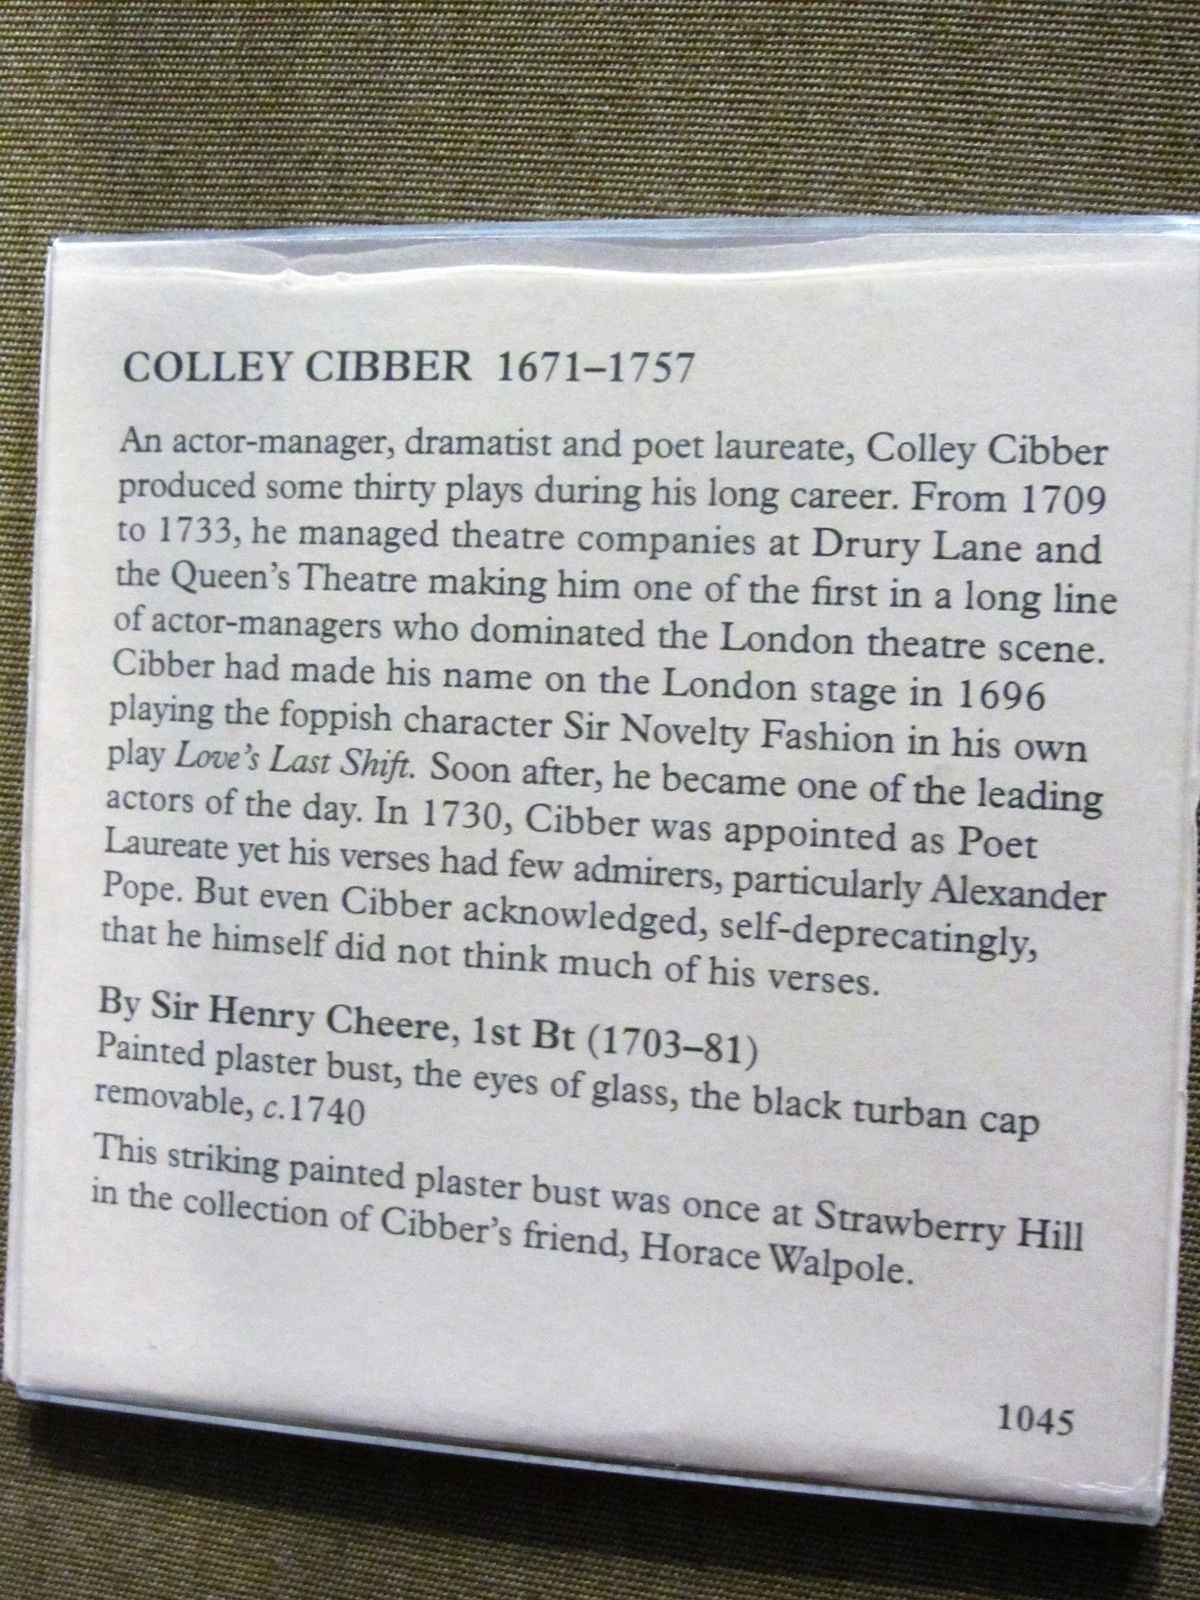 COLLEY CIBBER 1671–1757
An actor-manager, dramatist and poet laureate, Colley Cibber
produced some thirty plays during his long career. From 1709
to 1733, he managed theatre companies at Drury Lane and
the Queen's Theatre making him one of the first in a long line
of actor-managers who dominated the London theatre scene.
Cibber had made his name on the London stage in 1696
playing the foppish character Sir Novelty Fashion in his own
play Love's Last Shift. Soon after, he became one of the leading
actors of the day. In 1730, Cibber was appointed as Poet
Laureate yet his verses had few admirers, particularly Alexander
Pope. But even Cibber acknowledged, self-deprecatingly,
that he himself did not think much of his verses.
By Sir Henry Cheere, 1st Bt (1703–81)
Painted plaster bust, the eyes of glass, the black turban cap
removable, c.1740
This striking painted plaster bust was once at Strawberry Hill
in the collection of Cibber's friend, Horace Walpole.
1045